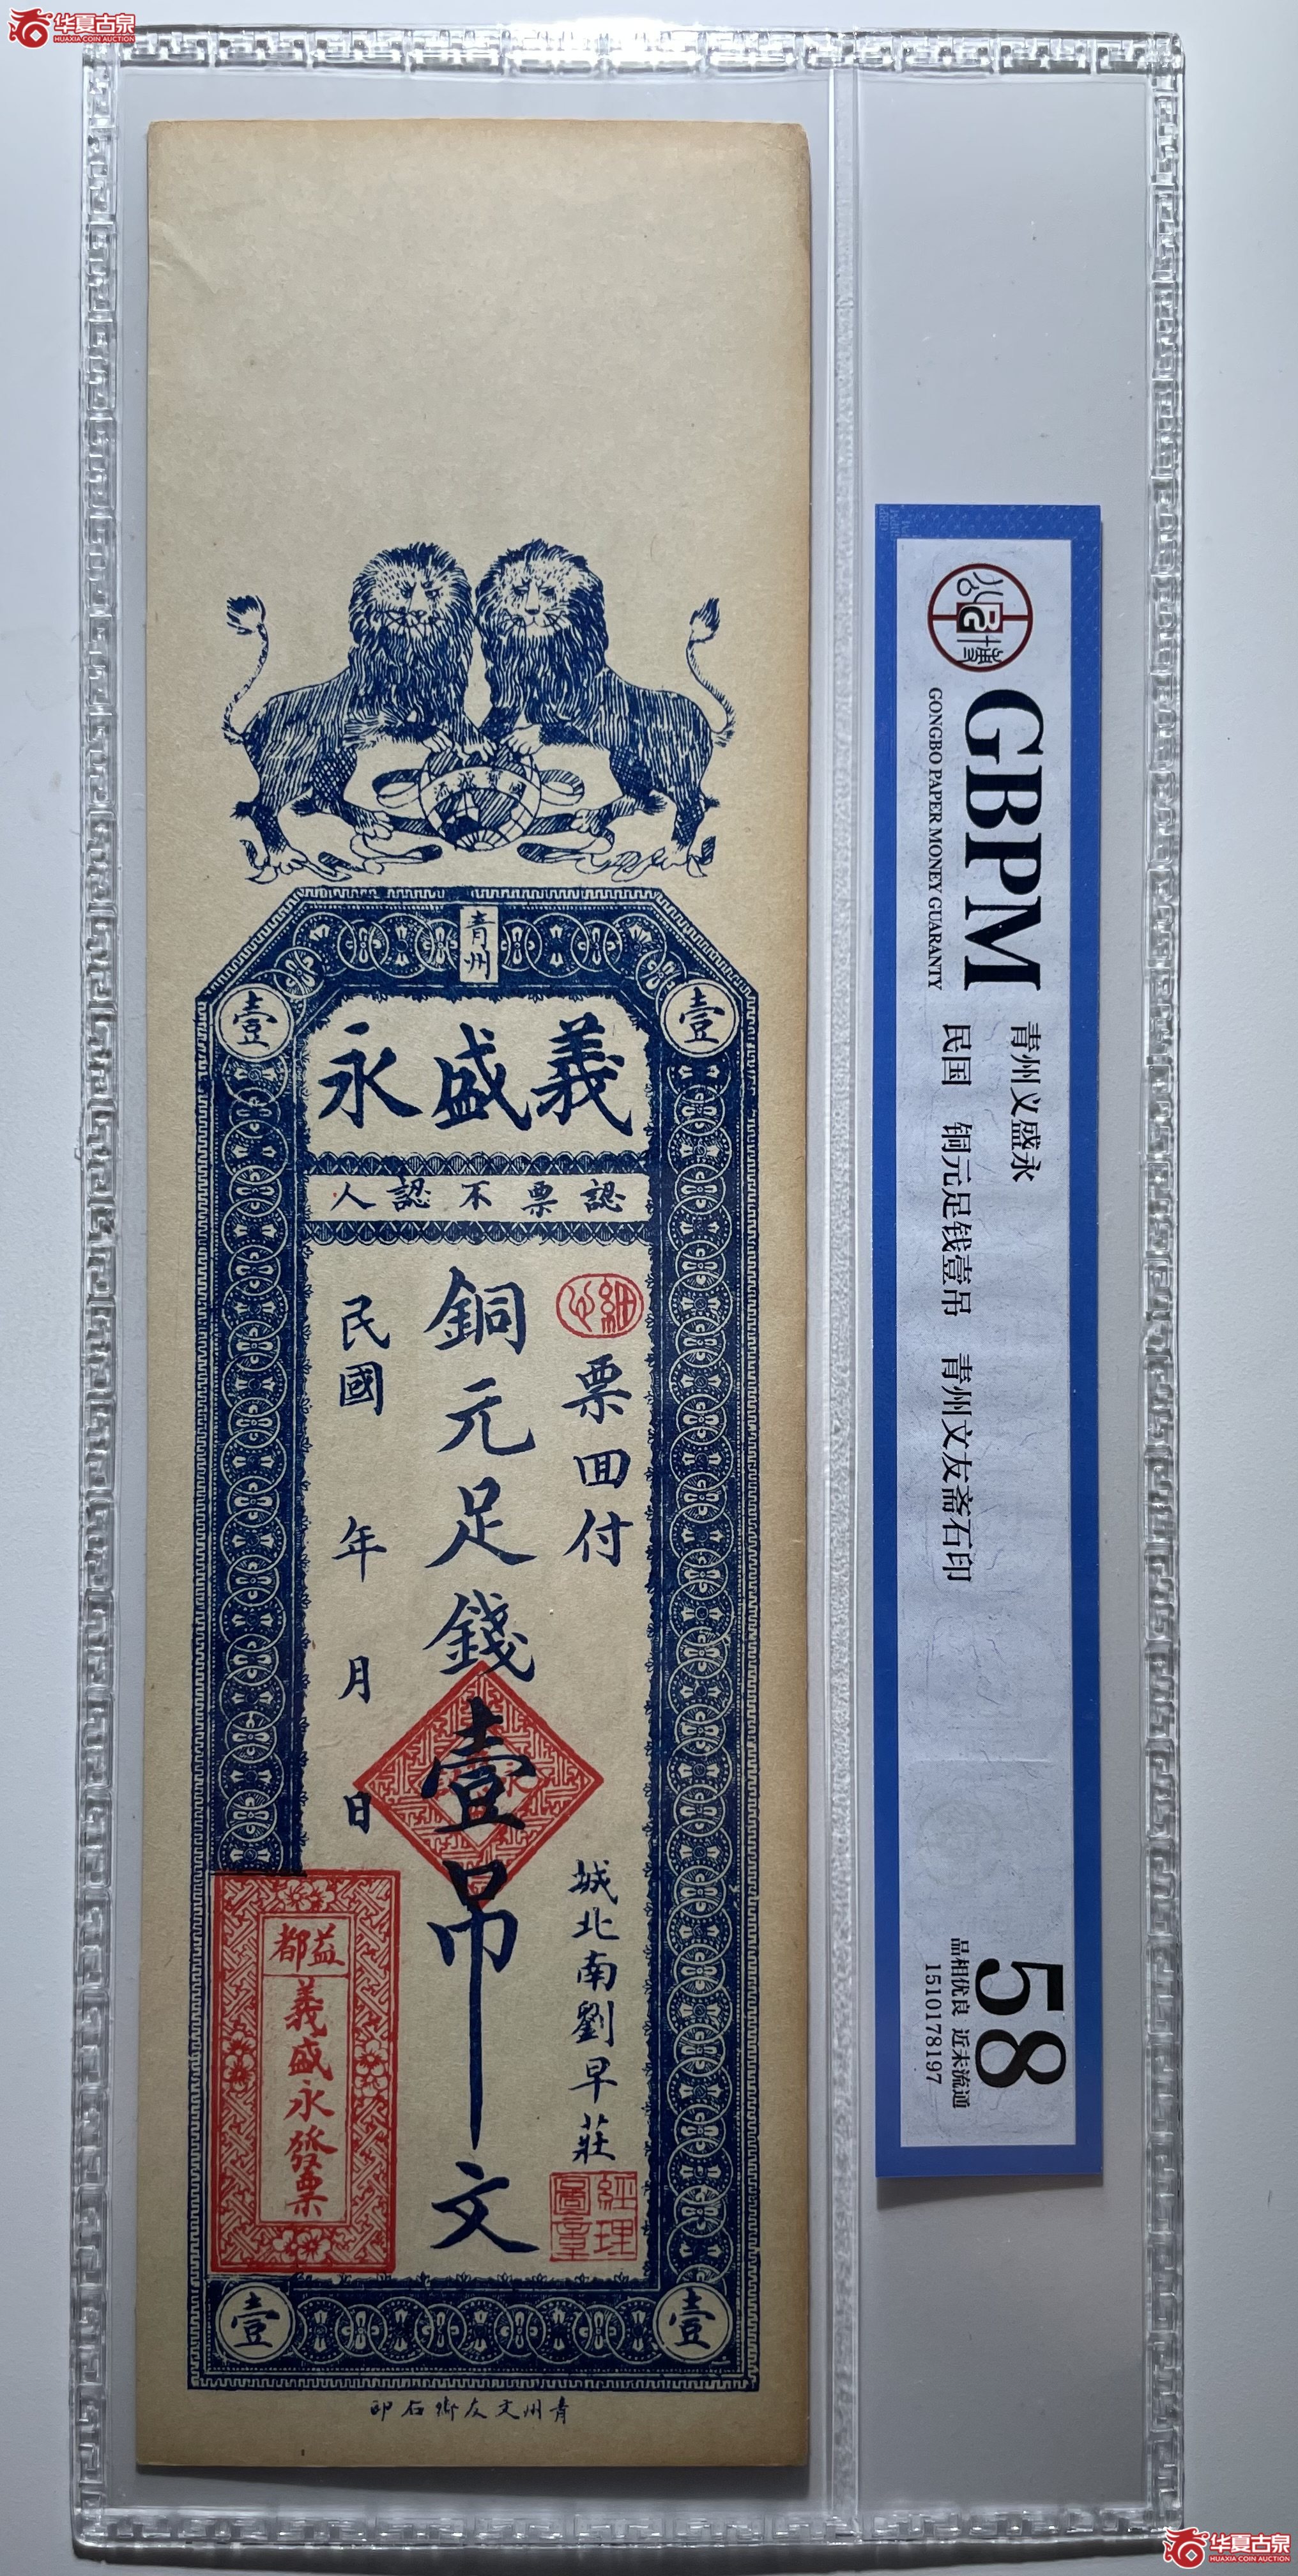 华夏古泉
HUAXIA COIN AUCTION
青州
壹
壹
義盛永
認票不認人
票回付
城北南劉早莊
經理
圖章
銅元足錢壹吊文
民國 年 月 日
益都
義盛永發票
壹
壹
青州文友齋石印
公博
GBPM
GONGBO PAPER MONEY GUARANTY
青州义盛永
民国 铜元足钱壹吊 青州文友斋石印
58
品相优良 近未流通
1510178197
华夏古泉
HUAXIA COIN AUCTION